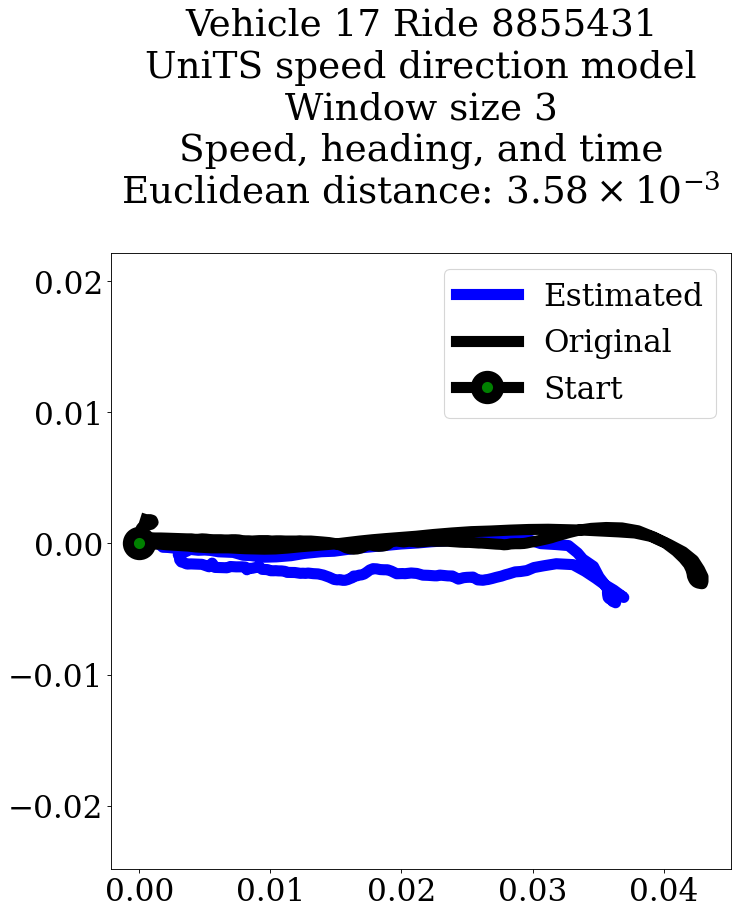 Vehicle 17 Ride 8855431
UniTS speed direction model
Window size 3
Speed, heading, and time
Euclidean distance: 3.58 × 10⁻³
Estimated
Original
Start
0.02
0.01
0.00
−0.01
−0.02
0.00 0.01 0.02 0.03 0.04